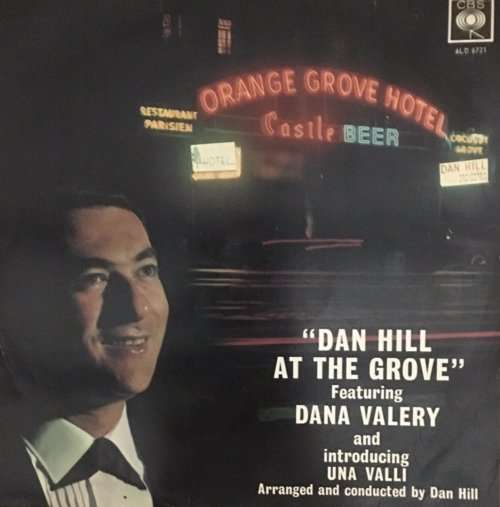 CBS
ALD 6721
ORANGE GROVE HOTEL
Castle BEER
RESTAURANT
PARISIEN
HOTEL
COCONUT
GROVE
DAN HILL
"DAN HILL
AT THE GROVE"
Featuring
DANA VALERY
and
introducing
UNA VALLI
Arranged and conducted by Dan Hill